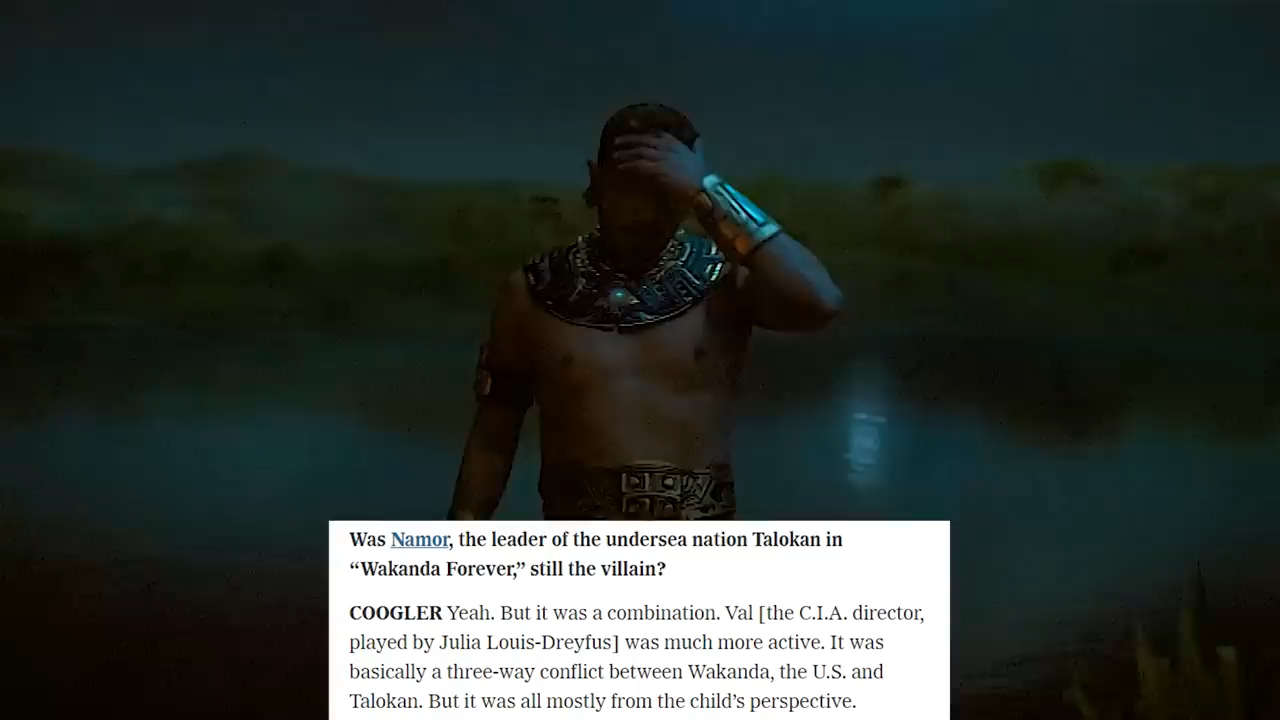 Was Namor, the leader of the undersea nation Talokan in
“Wakanda Forever,” still the villain?
COOGLER Yeah. But it was a combination. Val [the C.I.A. director,
played by Julia Louis-Dreyfus] was much more active. It was
basically a three-way conflict between Wakanda, the U.S. and
Talokan. But it was all mostly from the child’s perspective.